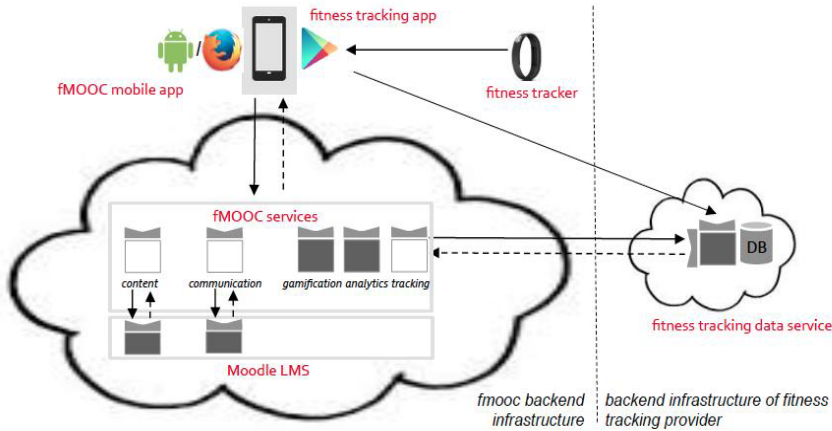 fitness tracking app
/
fMOOC mobile app
fitness tracker
fMOOC services
content
communication
gamification
analytics
tracking
DB
fitness tracking data service
Moodle LMS
fmooc backend
infrastructure
backend infrastructure of fitness
tracking provider